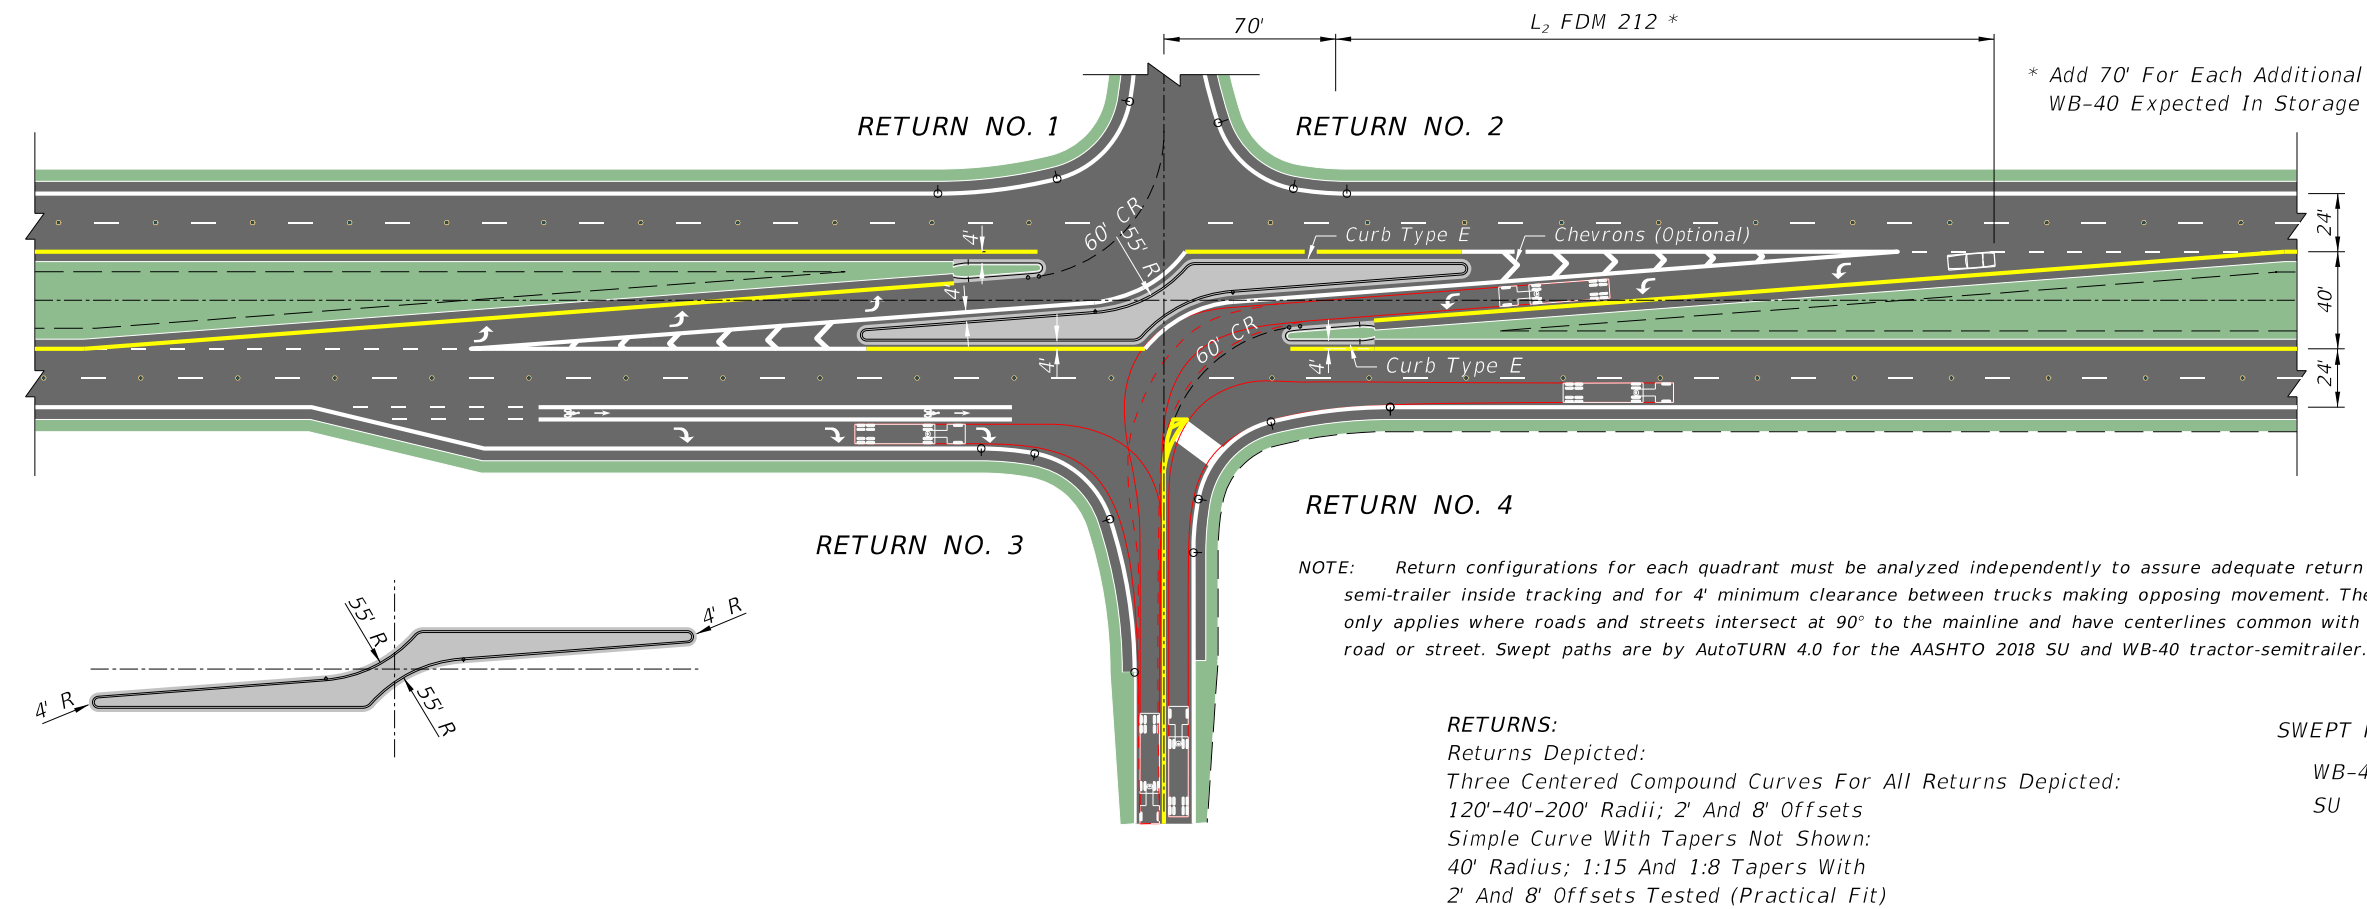 70'
L₂ FDM 212 *
* Add 70' For Each Additional
WB-40 Expected In Storage
RETURN NO. 1
RETURN NO. 2
24'
40'
24'
4'
60' CR
55' R
Curb Type E
Chevrons (Optional)
4'
4'
60' CR
4'
Curb Type E
RETURN NO. 3
RETURN NO. 4
NOTE: Return configurations for each quadrant must be analyzed independently to assure adequate return
semi-trailer inside tracking and for 4' minimum clearance between trucks making opposing movement. The
only applies where roads and streets intersect at 90° to the mainline and have centerlines common with
road or street. Swept paths are by AutoTURN 4.0 for the AASHTO 2018 SU and WB-40 tractor-semitrailer.
55' R
4' R
4' R
55' R
RETURNS:
Returns Depicted:
Three Centered Compound Curves For All Returns Depicted:
120'-40'-200' Radii; 2' And 8' Offsets
Simple Curve With Tapers Not Shown:
40' Radius; 1:15 And 1:8 Tapers With
2' And 8' Offsets Tested (Practical Fit)
SWEPT
WB-4
SU